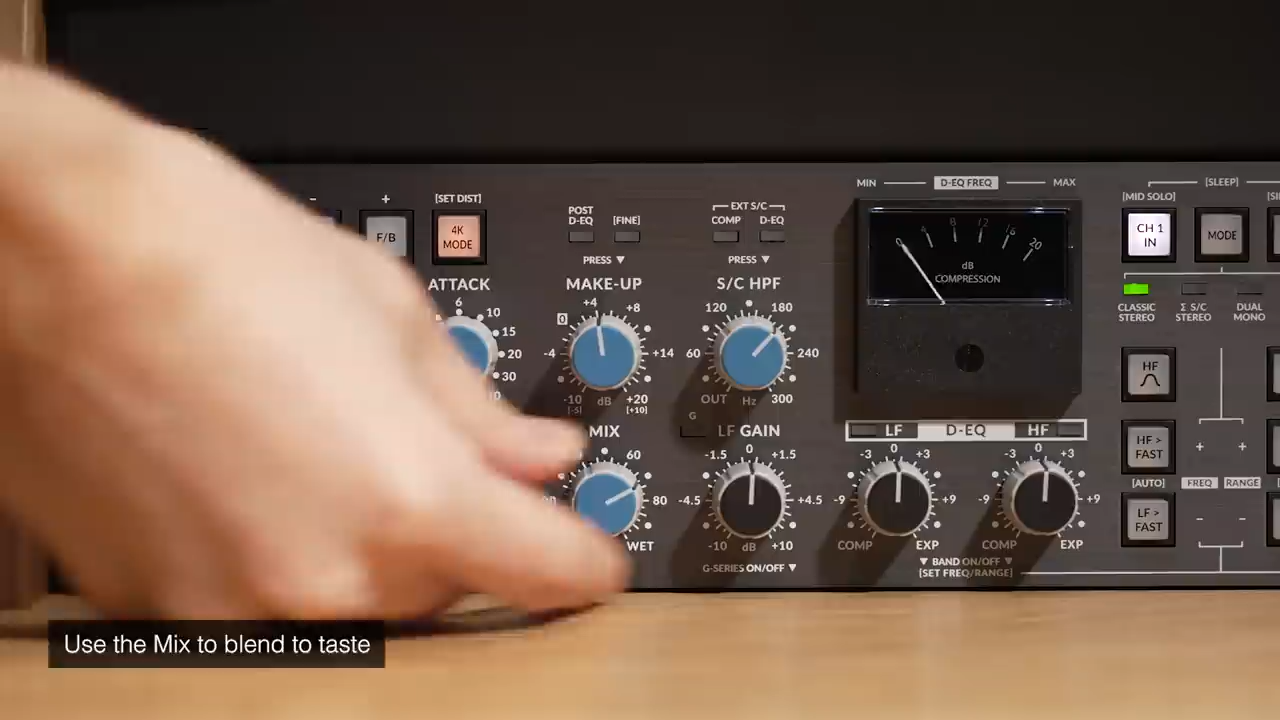 MIN D-EQ FREQ MAX
[SLEEP]
- + [SET DIST] [MID SOLO]
EXT S/C
POST
D-EQ [FINE] COMP D-EQ
F/B 4K
MODE
0 4 8 12 16 20
dB
COMPRESSION
CH 1
IN MODE
PRESS ▼ PRESS ▼
ATTACK MAKE-UP S/C HPF
6 10 15 20 30
0 +4 +8 -4 +14 -10 dB +20
[-5] [+10]
120 180 60 240 OUT Hz 300
CLASSIC
STEREO
Σ S/C
STEREO
DUAL
MONO
HF
G
MIX LF GAIN LF D-EQ HF
60 80 WET
-1.5 0 +1.5 -4.5 +4.5 -10 dB +10
-3 0 +3 -9 +9 COMP EXP
-3 0 +3 -9 +9 COMP EXP
HF >
FAST
+ +
[AUTO] FREQ RANGE
LF >
FAST
- -
G-SERIES ON/OFF ▼ ▼ BAND ON/OFF ▼
[SET FREQ/RANGE]
Use the Mix to blend to taste